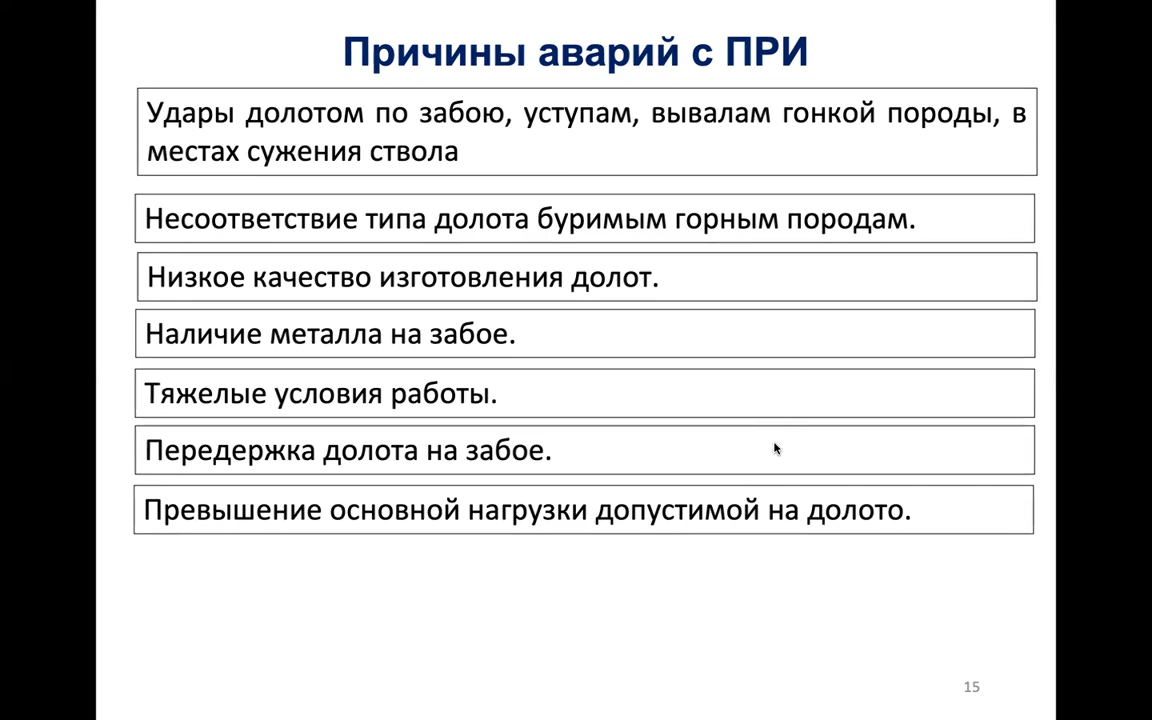 Причины аварий с ПРИ
Удары долотом по забою, уступам, вывалам гонкой породы, в
местах сужения ствола
Несоответствие типа долота буримым горным породам.
Низкое качество изготовления долот.
Наличие металла на забое.
Тяжелые условия работы.
Передержка долота на забое.
Превышение основной нагрузки допустимой на долото.
15